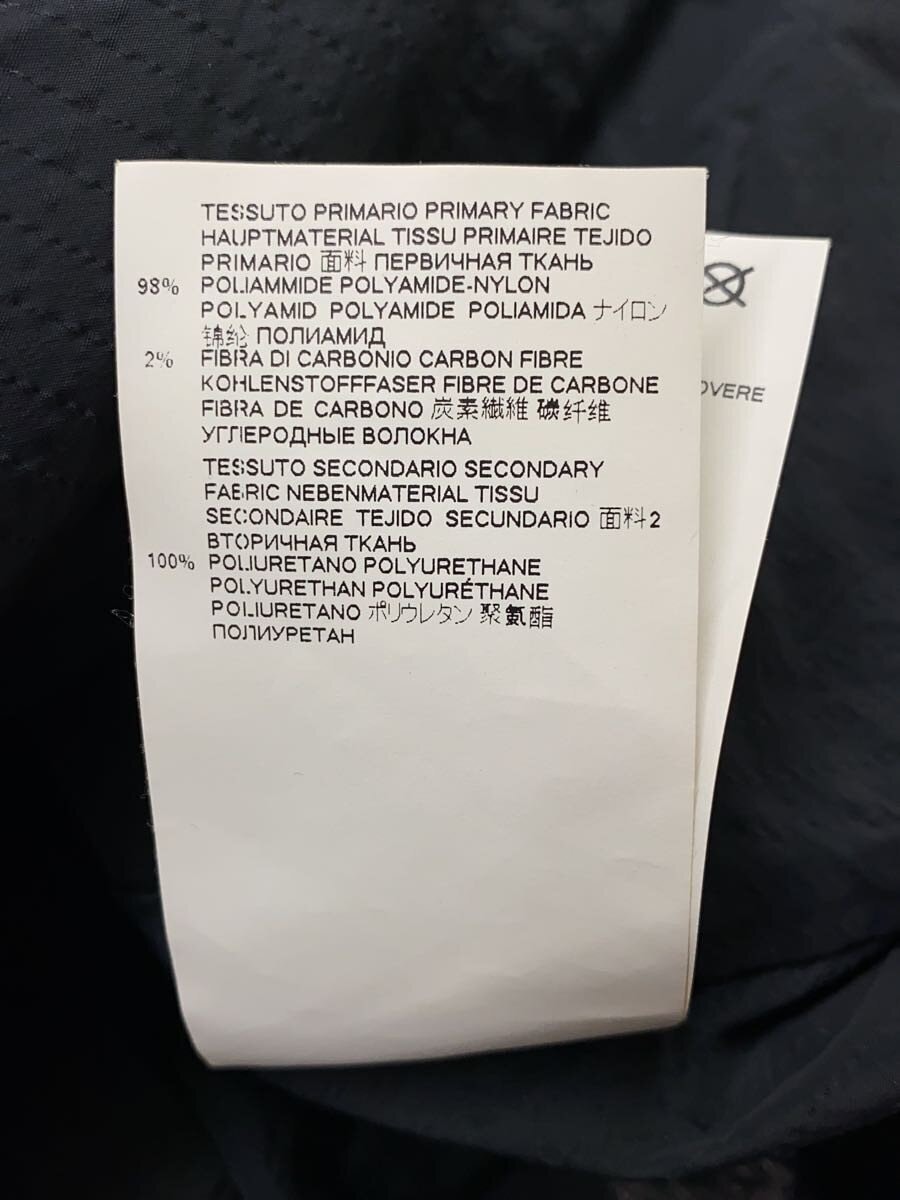 TESSUTO PRIMARIO PRIMARY FABRIC
HAUPTMATERIAL TISSU PRIMAIRE TEJIDO
PRIMARIO 面料 ПЕРВИЧНАЯ ТКАНЬ
98% POLIAMMIDE POLYAMIDE-NYLON
POLYAMID POLYAMIDE POLIAMIDA ナイロン
锦纶 ПОЛИАМИД
2% FIBRA DI CARBONIO CARBON FIBRE
KOHLENSTOFFFASER FIBRE DE CARBONE
FIBRA DE CARBONO 炭素繊維 碳纤维
УГЛЕРОДНЫЕ ВОЛОКНА
TESSUTO SECONDARIO SECONDARY
FABRIC NEBENMATERIAL TISSU
SECONDAIRE TEJIDO SECUNDARIO 面料2
ВТОРИЧНАЯ ТКАНЬ
100% POLIURETANO POLYURETHANE
POLYURETHAN POLYURÉTHANE
POLIURETANO ポリウレタン 聚氨酯
ПОЛИУРЕТАН
OVERE